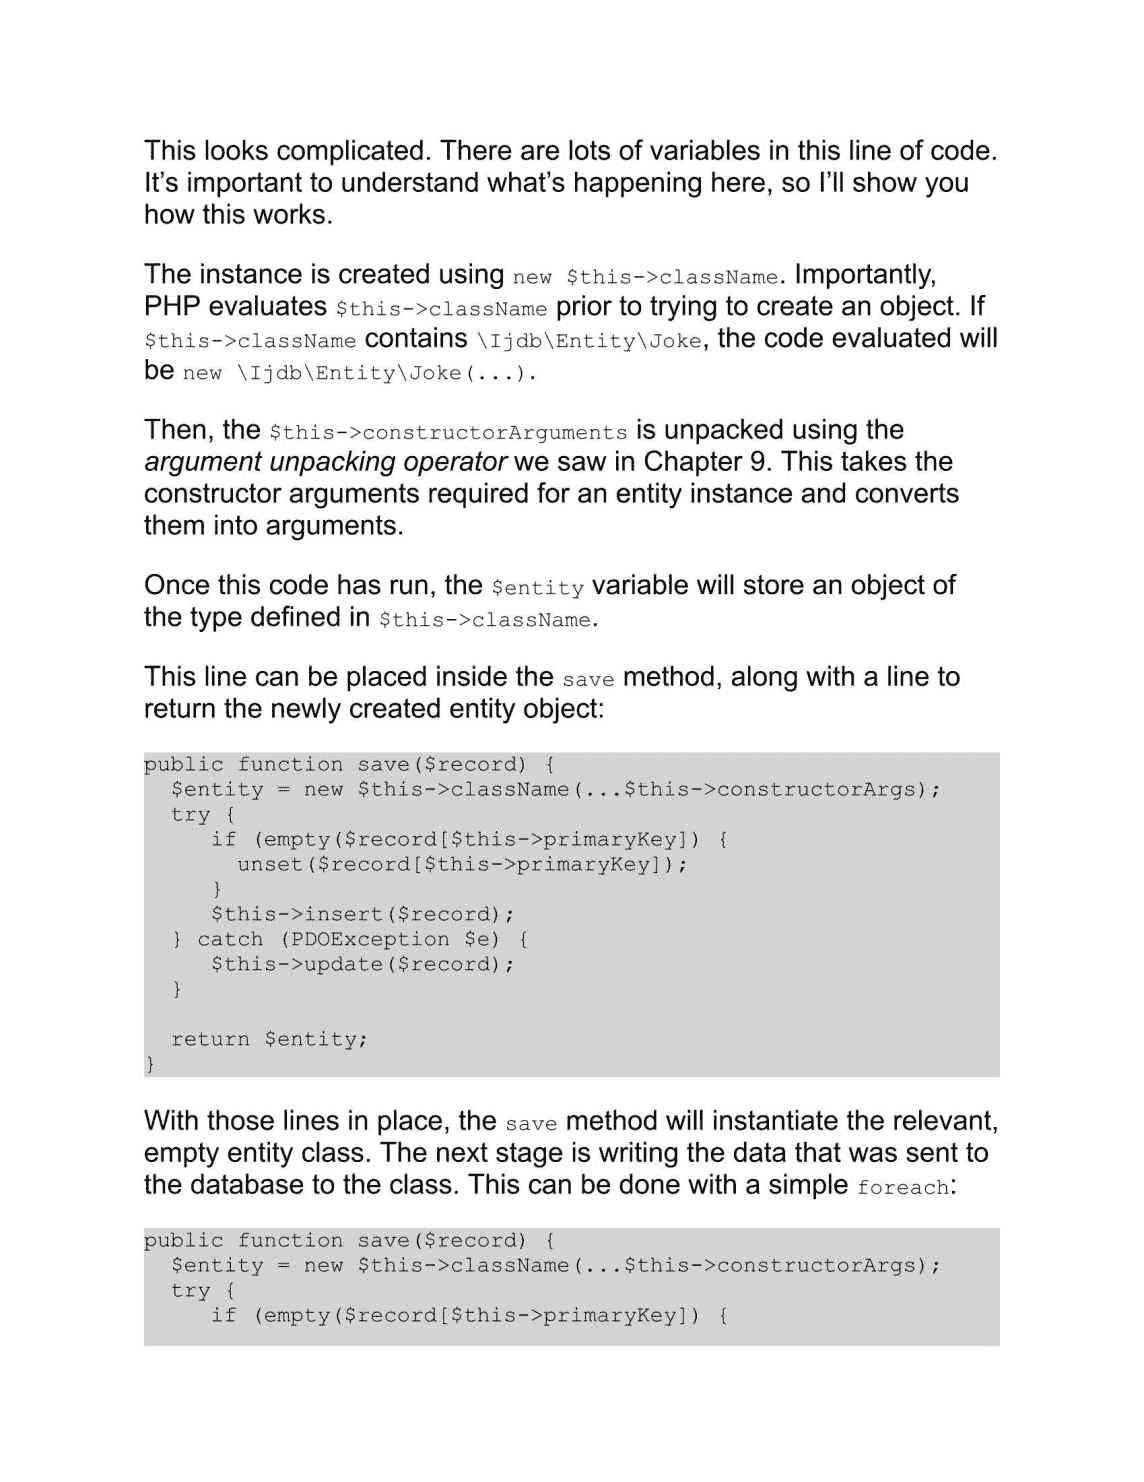 This looks complicated. There are lots of variables in this line of code.
It’s important to understand what’s happening here, so I’ll show you
how this works.
The instance is created using new $this->className. Importantly,
PHP evaluates $this->className prior to trying to create an object. If
$this->className contains \Ijdb\Entity\Joke, the code evaluated will
be new \Ijdb\Entity\Joke(...).
Then, the $this->constructorArguments is unpacked using the
argument unpacking operator we saw in Chapter 9. This takes the
constructor arguments required for an entity instance and converts
them into arguments.
Once this code has run, the $entity variable will store an object of
the type defined in $this->className.
This line can be placed inside the save method, along with a line to
return the newly created entity object:
public function save($record) {
  $entity = new $this->className(...$this->constructorArgs);
  try {
     if (empty($record[$this->primaryKey]) {
       unset($record[$this->primaryKey]);
     }
     $this->insert($record);
  } catch (PDOException $e) {
     $this->update($record);
  }
  return $entity;
}
With those lines in place, the save method will instantiate the relevant,
empty entity class. The next stage is writing the data that was sent to
the database to the class. This can be done with a simple foreach:
public function save($record) {
  $entity = new $this->className(...$this->constructorArgs);
  try {
     if (empty($record[$this->primaryKey]) {